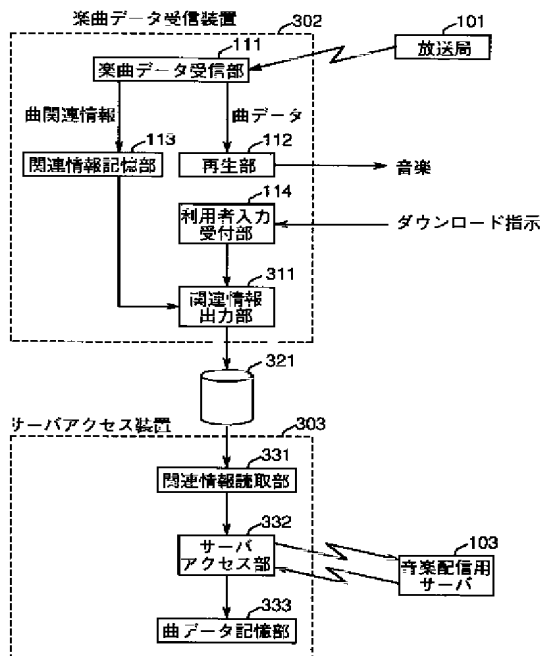 楽曲データ受信装置
302
101
111
放送局
楽曲データ受信部
曲関連情報
曲データ
113
112
関連情報記憶部
再生部
音楽
114
利用者入力
受付部
ダウンロード指示
311
関連情報
出力部
321
サーバアクセス装置
303
331
関連情報読取部
332
サーバ
アクセス部
103
音楽配信用
サーバ
333
曲データ記憶部